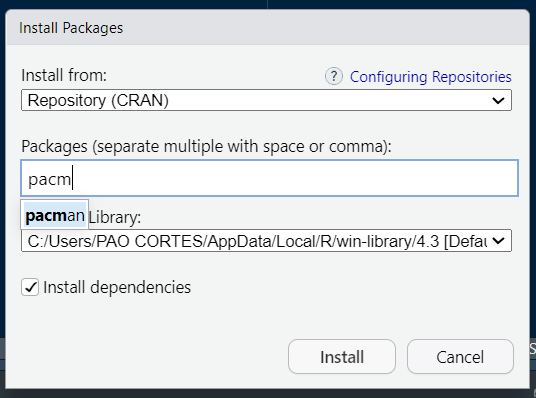 Install Packages
Install from:
? Configuring Repositories
Repository (CRAN)
Packages (separate multiple with space or comma):
pacm
pacman Library:
C:/Users/PAO CORTES/AppData/Local/R/win-library/4.3 [Defau
Install dependencies
Install Cancel